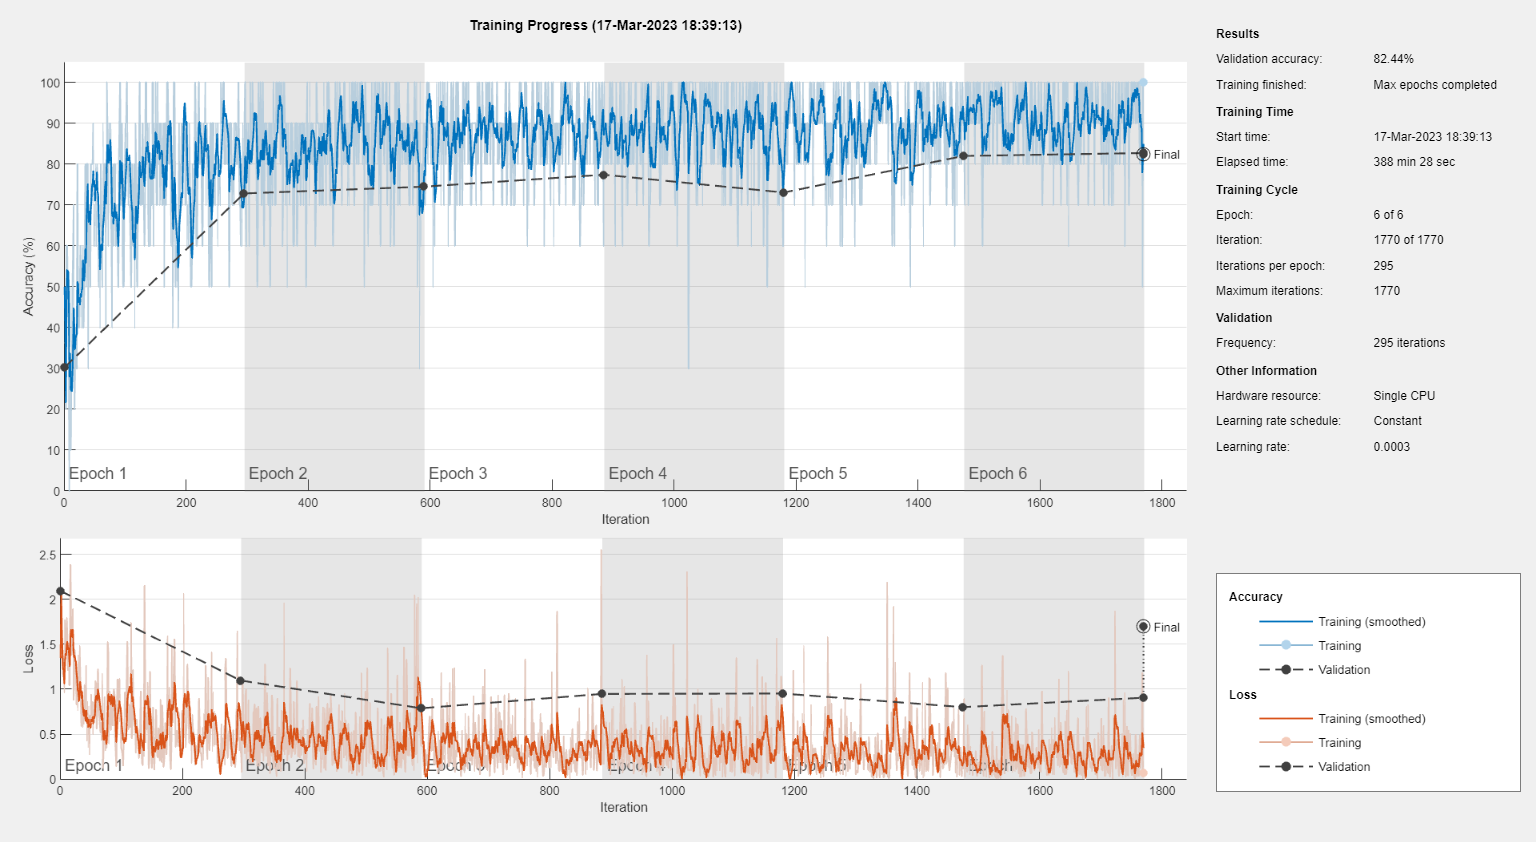 Training Progress (17-Mar-2023 18:39:13)
100
90
80
70
60
50
40
30
20
10
0
Accuracy (%)
Final
Epoch 1 Epoch 2 Epoch 3 Epoch 4 Epoch 5 Epoch 6
0 200 400 600 800 1000 1200 1400 1600 1800
Iteration
2.5
2
1.5
1
0.5
0
Loss
Final
Epoch 1 Epoch 2 Epoch 3 Epoch 4 Epoch 5 Epoch
0 200 400 600 800 1000 1200 1400 1600 1800
Iteration
Results
Validation accuracy: 82.44%
Training finished: Max epochs completed
Training Time
Start time: 17-Mar-2023 18:39:13
Elapsed time: 388 min 28 sec
Training Cycle
Epoch: 6 of 6
Iteration: 1770 of 1770
Iterations per epoch: 295
Maximum iterations: 1770
Validation
Frequency: 295 iterations
Other Information
Hardware resource: Single CPU
Learning rate schedule: Constant
Learning rate: 0.0003
Accuracy
Training (smoothed)
Training
Validation
Loss
Training (smoothed)
Training
Validation